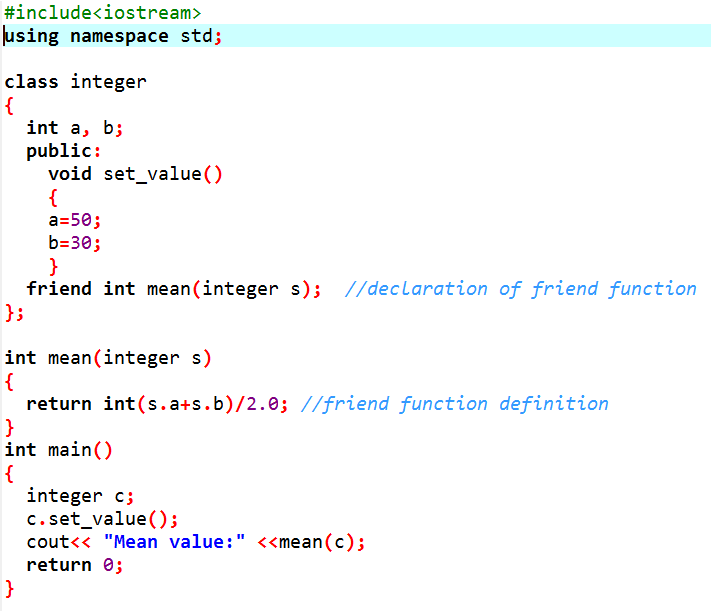 #include<iostream>
using namespace std;
class integer
{
int a, b;
public:
void set_value()
{
a=50;
b=30;
}
friend int mean(integer s);  //declaration of friend function
};
int mean(integer s)
{
return int(s.a+s.b)/2.0; //friend function definition
}
int main()
{
integer c;
c.set_value();
cout<< "Mean value:" <<mean(c);
return 0;
}